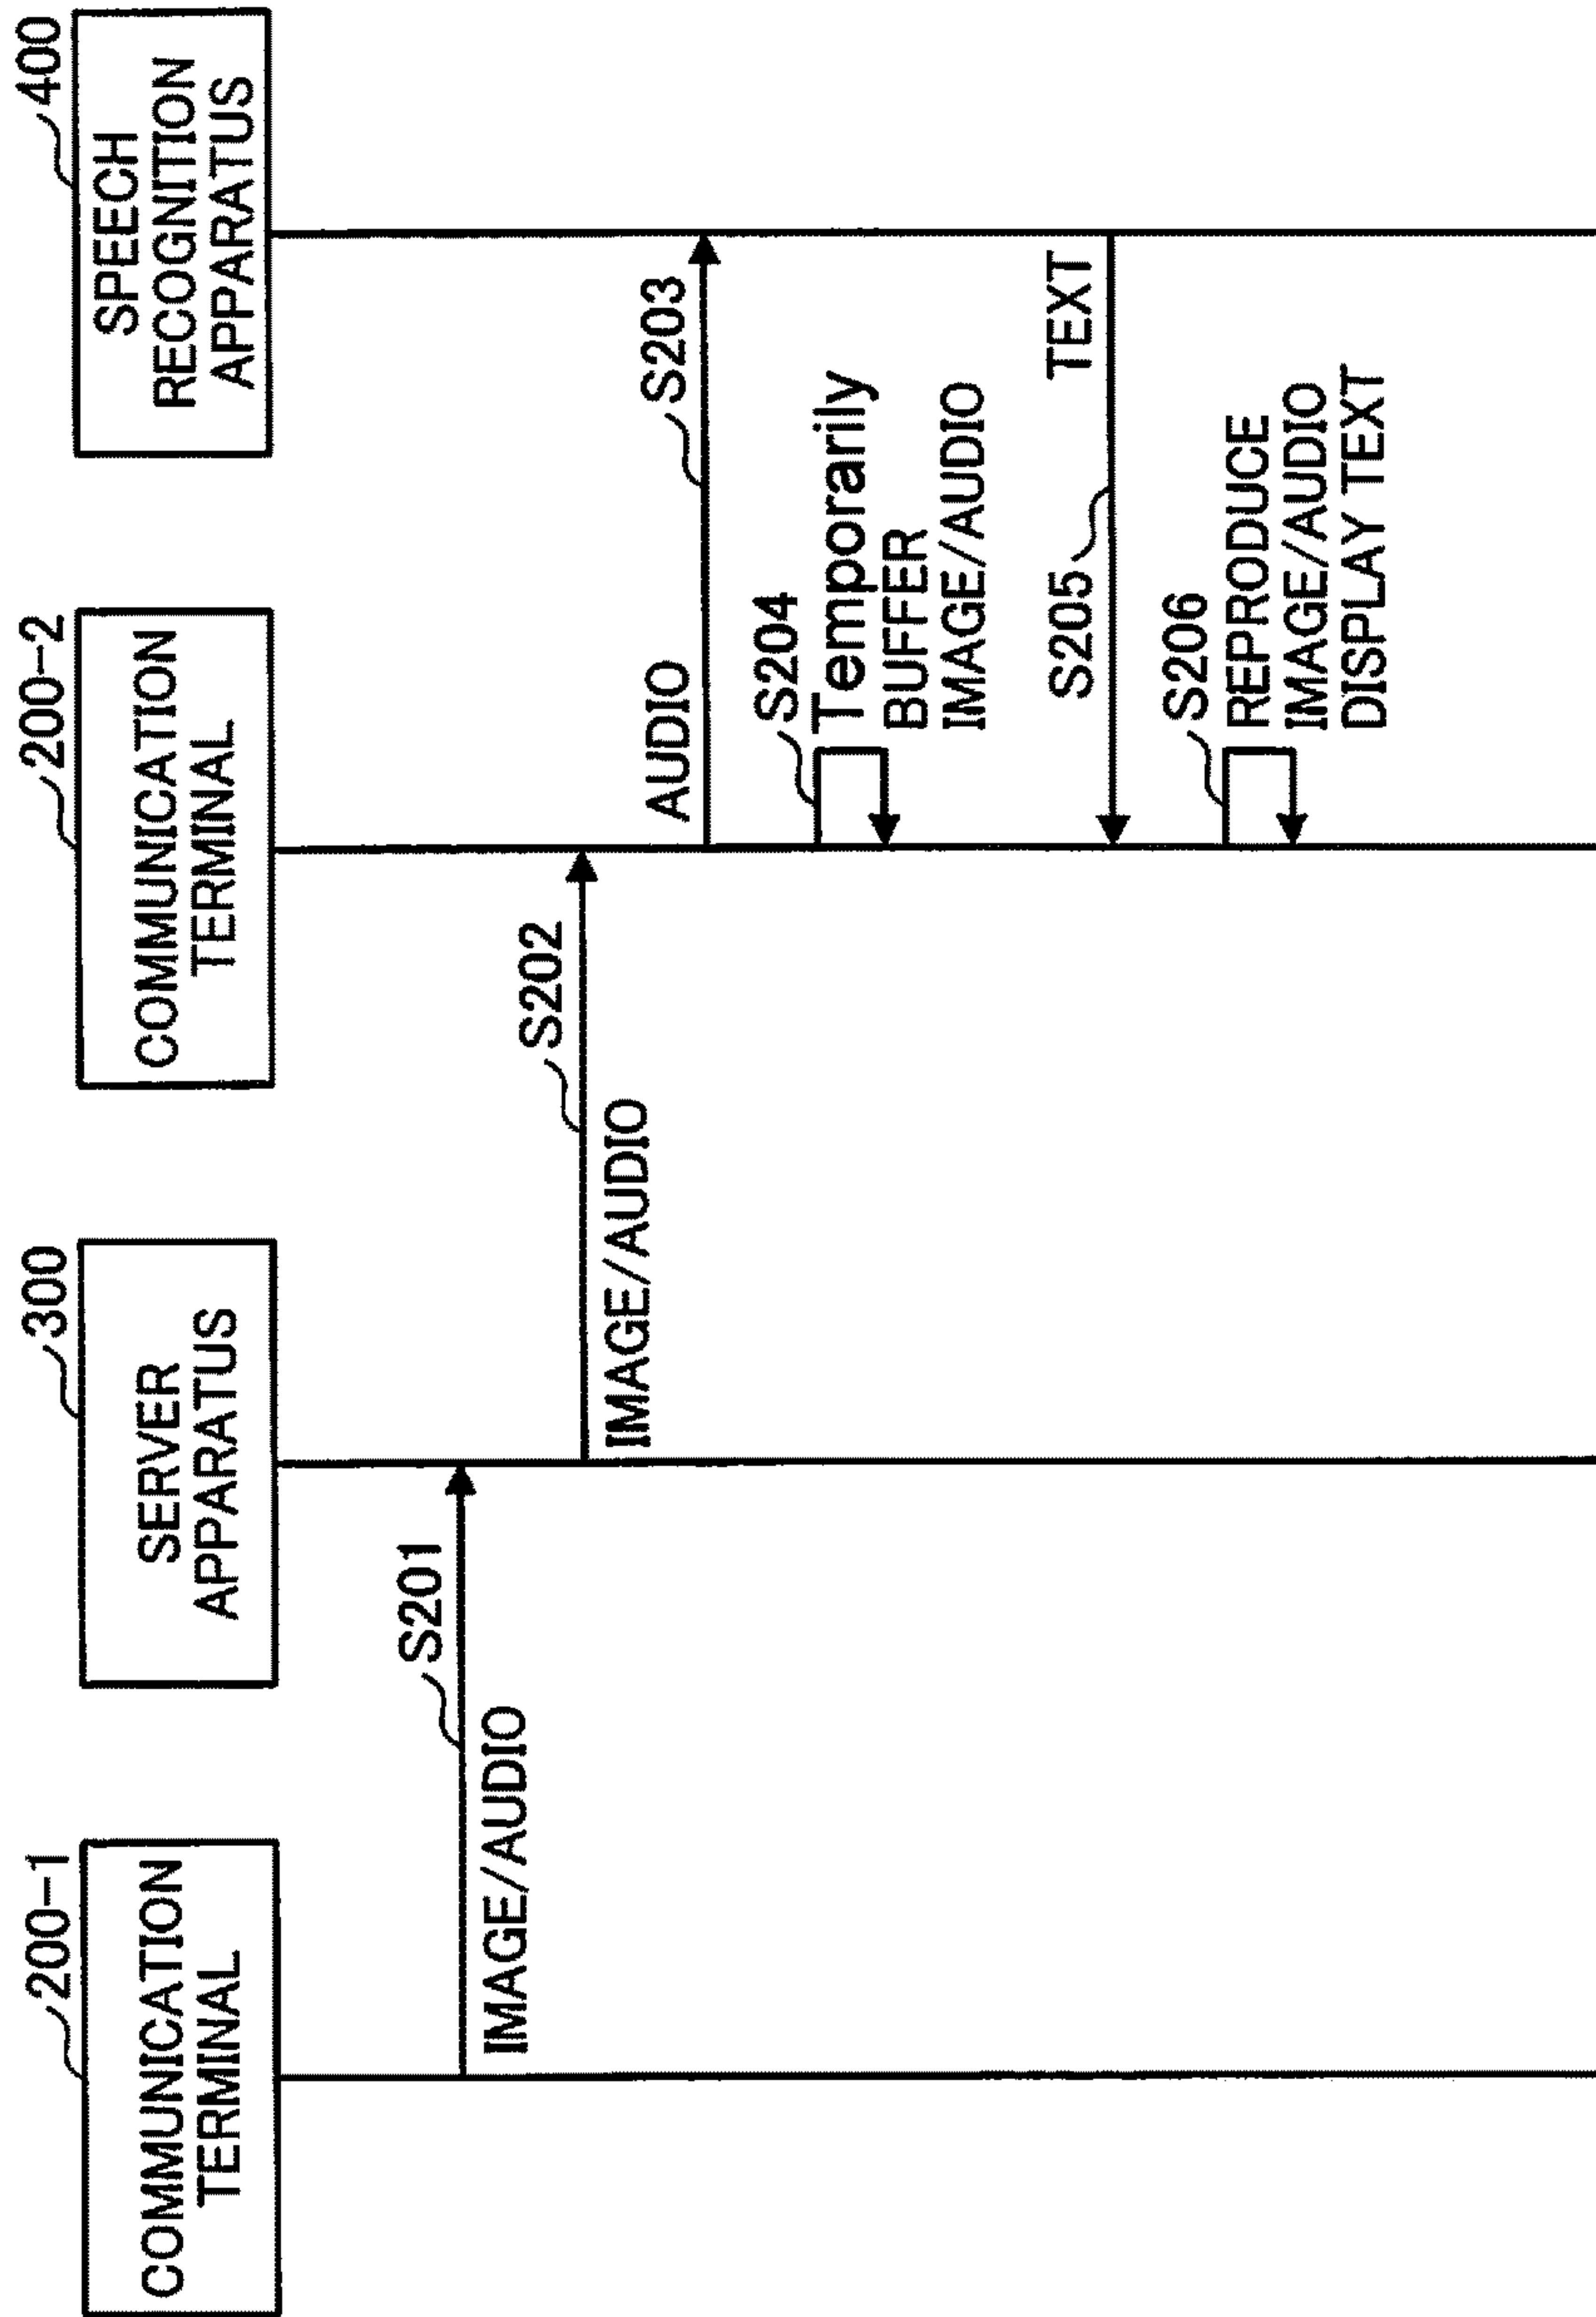 200-1
COMMUNICATION
TERMINAL
300
SERVER
APPARATUS
200-2
COMMUNICATION
TERMINAL
400
SPEECH
RECOGNITION
APPARATUS
S201
IMAGE/AUDIO
S202
IMAGE/AUDIO
AUDIO
S203
S204
Temporarily
BUFFER
IMAGE/AUDIO
S205
TEXT
S206
REPRODUCE
IMAGE/AUDIO
DISPLAY TEXT